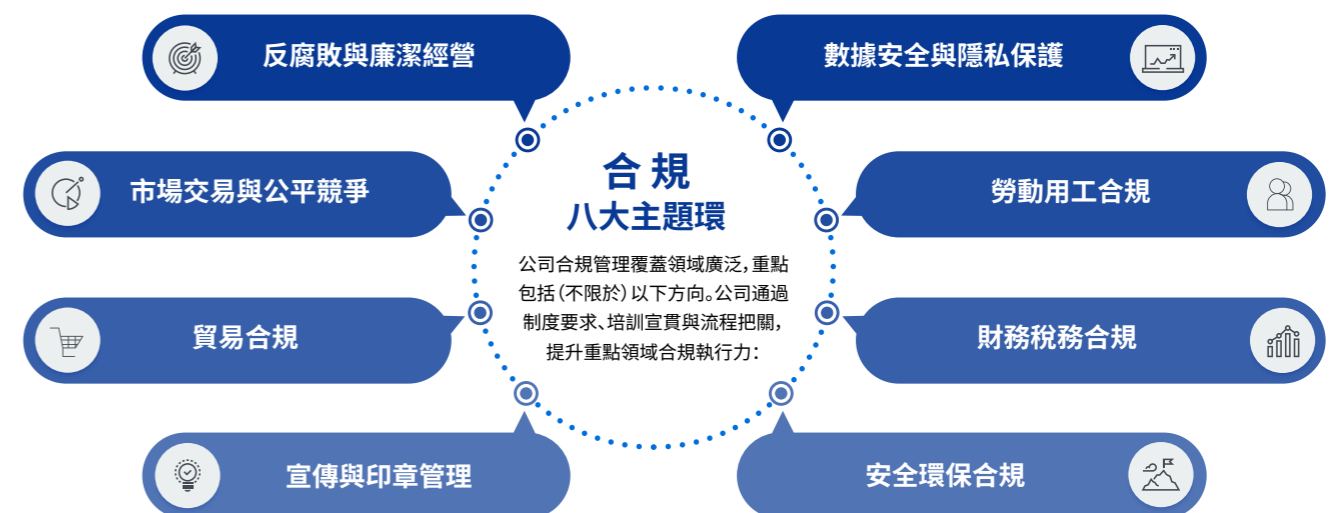 反腐敗與廉潔經營
數據安全與隱私保護
市場交易與公平競爭
勞動用工合規
貿易合規
財務稅務合規
宣傳與印章管理
安全環保合規
合規
八大主題環
公司合規管理覆蓋領域廣泛，重點
包括（不限於）以下方向。公司通過
制度要求、培訓宣貫與流程把關，
提升重點領域合規執行力：